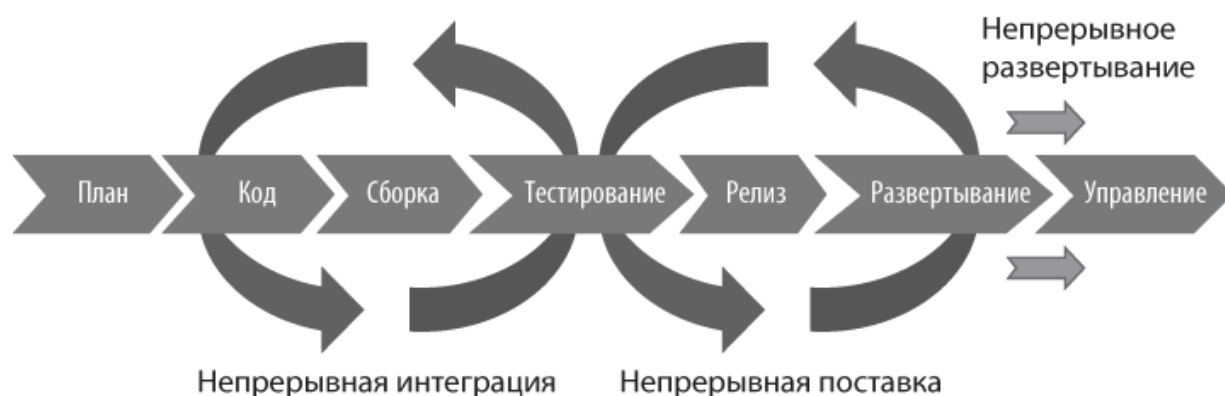 Непрерывное
развертывание
План Код Сборка Тестирование Релиз Развертывание Управление
Непрерывная интеграция Непрерывная поставка